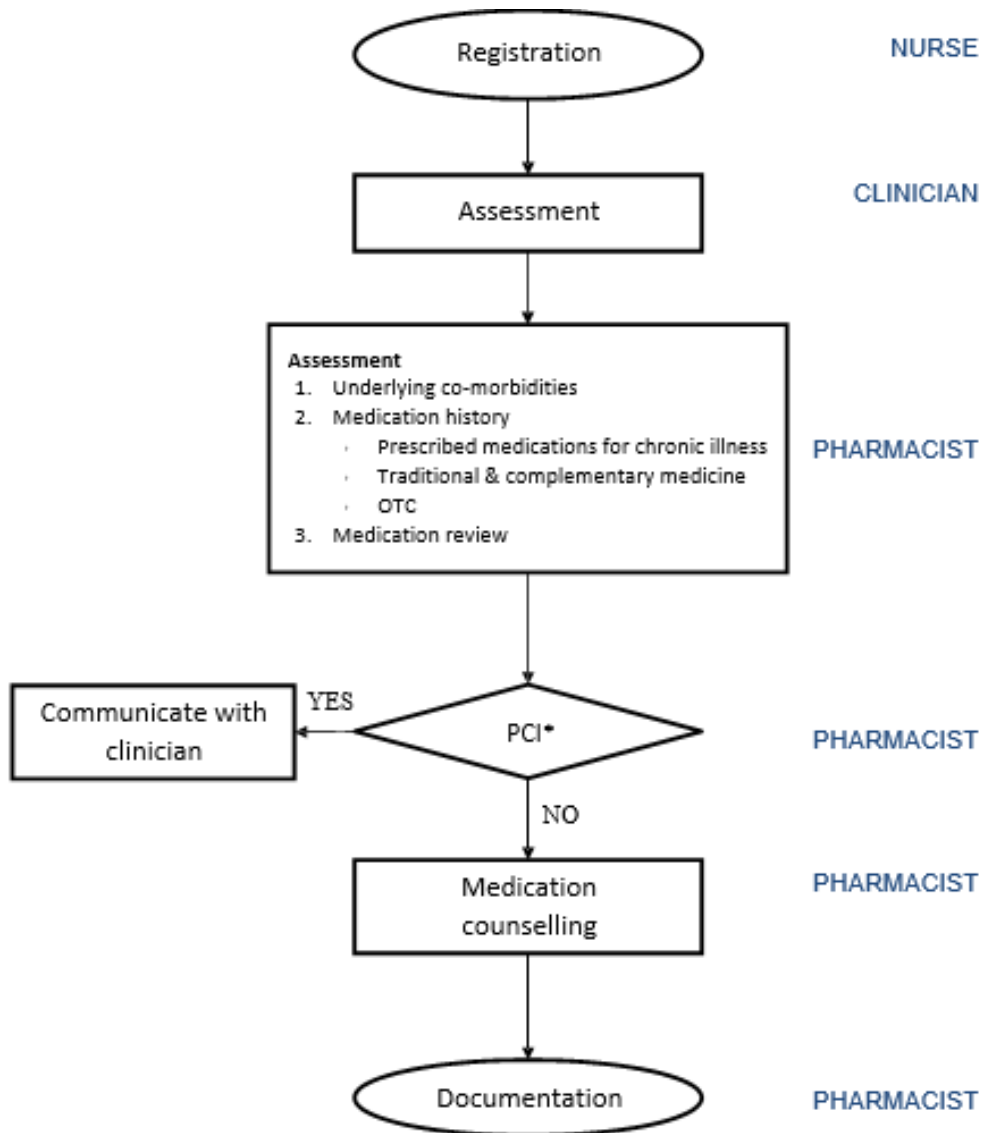 Registration
NURSE
Assessment
CLINICIAN
Assessment
1. Underlying co-morbidities
2. Medication history
Prescribed medications for chronic illness
Traditional & complementary medicine
OTC
3. Medication review
PHARMACIST
Communicate with
clinician
YES
PCI*
PHARMACIST
NO
Medication
counselling
PHARMACIST
Documentation
PHARMACIST